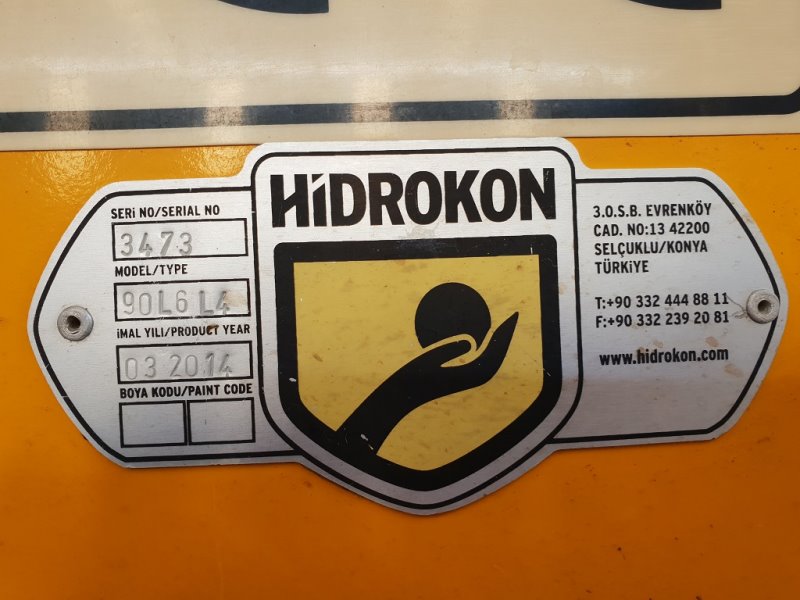 HİDROKON
SERİ NO/SERIAL NO
3473
MODEL/TYPE
90L6 L4
İMAL YILI/PRODUCT YEAR
03 2014
BOYA KODU/PAINT CODE
3.O.S.B. EVRENKÖY
CAD. NO:13 42200
SELÇUKLU/KONYA
TÜRKİYE
T:+90 332 444 88 11
F:+90 332 239 20 81
www.hidrokon.com